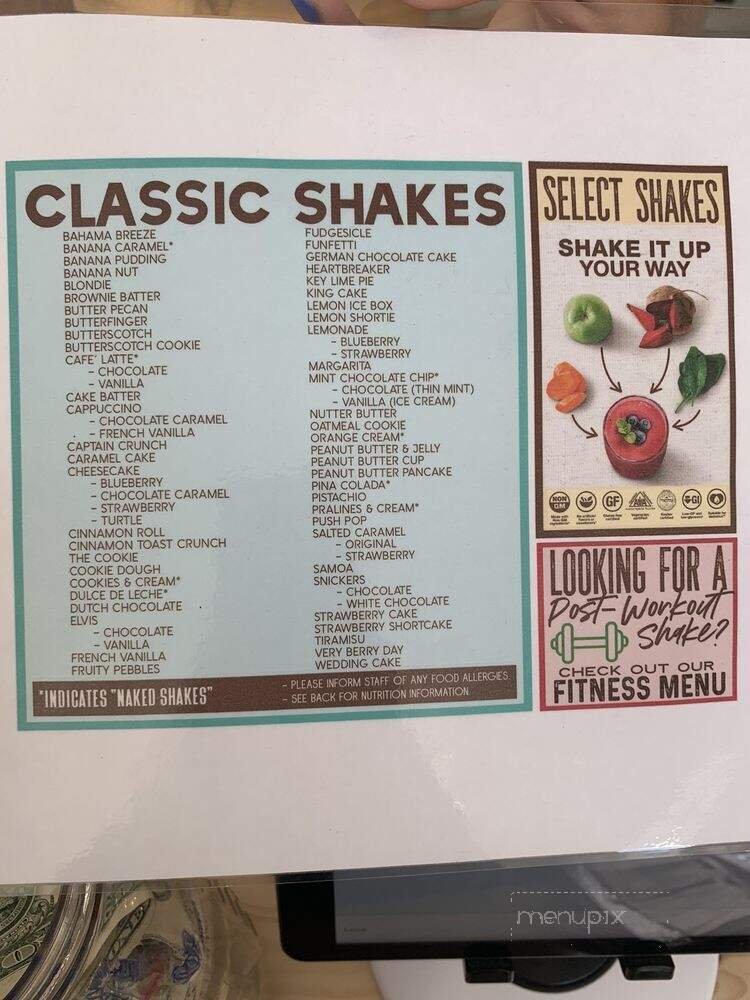 CLASSIC SHAKES
BAHAMA BREEZE
BANANA CARAMEL*
BANANA PUDDING
BANANA NUT
BLONDIE
BROWNIE BATTER
BUTTER PECAN
BUTTERFINGER
BUTTERSCOTCH
BUTTERSCOTCH COOKIE
CAFE' LATTE*
- CHOCOLATE
- VANILLA
CAKE BATTER
CAPPUCCINO
- CHOCOLATE CARAMEL
- FRENCH VANILLA
CAPTAIN CRUNCH
CARAMEL CAKE
CHEESECAKE
- BLUEBERRY
- CHOCOLATE CARAMEL
- STRAWBERRY
- TURTLE
CINNAMON ROLL
CINNAMON TOAST CRUNCH
THE COOKIE
COOKIE DOUGH
COOKIES & CREAM*
DULCE DE LECHE*
DUTCH CHOCOLATE
ELVIS
- CHOCOLATE
- VANILLA
FRENCH VANILLA
FRUITY PEBBLES
FUDGESICLE
FUNFETTI
GERMAN CHOCOLATE CAKE
HEARTBREAKER
KEY LIME PIE
KING CAKE
LEMON ICE BOX
LEMON SHORTIE
LEMONADE
- BLUEBERRY
- STRAWBERRY
MARGARITA
MINT CHOCOLATE CHIP*
- CHOCOLATE (THIN MINT)
- VANILLA (ICE CREAM)
NUTTER BUTTER
OATMEAL COOKIE
ORANGE CREAM*
PEANUT BUTTER & JELLY
PEANUT BUTTER CUP
PEANUT BUTTER PANCAKE
PINA COLADA*
PISTACHIO
PRALINES & CREAM*
PUSH POP
SALTED CARAMEL
- ORIGINAL
- STRAWBERRY
SAMOA
SNICKERS
- CHOCOLATE
- WHITE CHOCOLATE
STRAWBERRY CAKE
STRAWBERRY SHORTCAKE
TIRAMISU
VERY BERRY DAY
WEDDING CAKE
*INDICATES "NAKED SHAKES"
- PLEASE INFORM STAFF OF ANY FOOD ALLERGIES.
- SEE BACK FOR NUTRITION INFORMATION
SELECT SHAKES
SHAKE IT UP
YOUR WAY
NON
GM
GF
GI
LOOKING FOR A
Post-Workout
Shake?
CHECK OUT OUR
FITNESS MENU
menupix